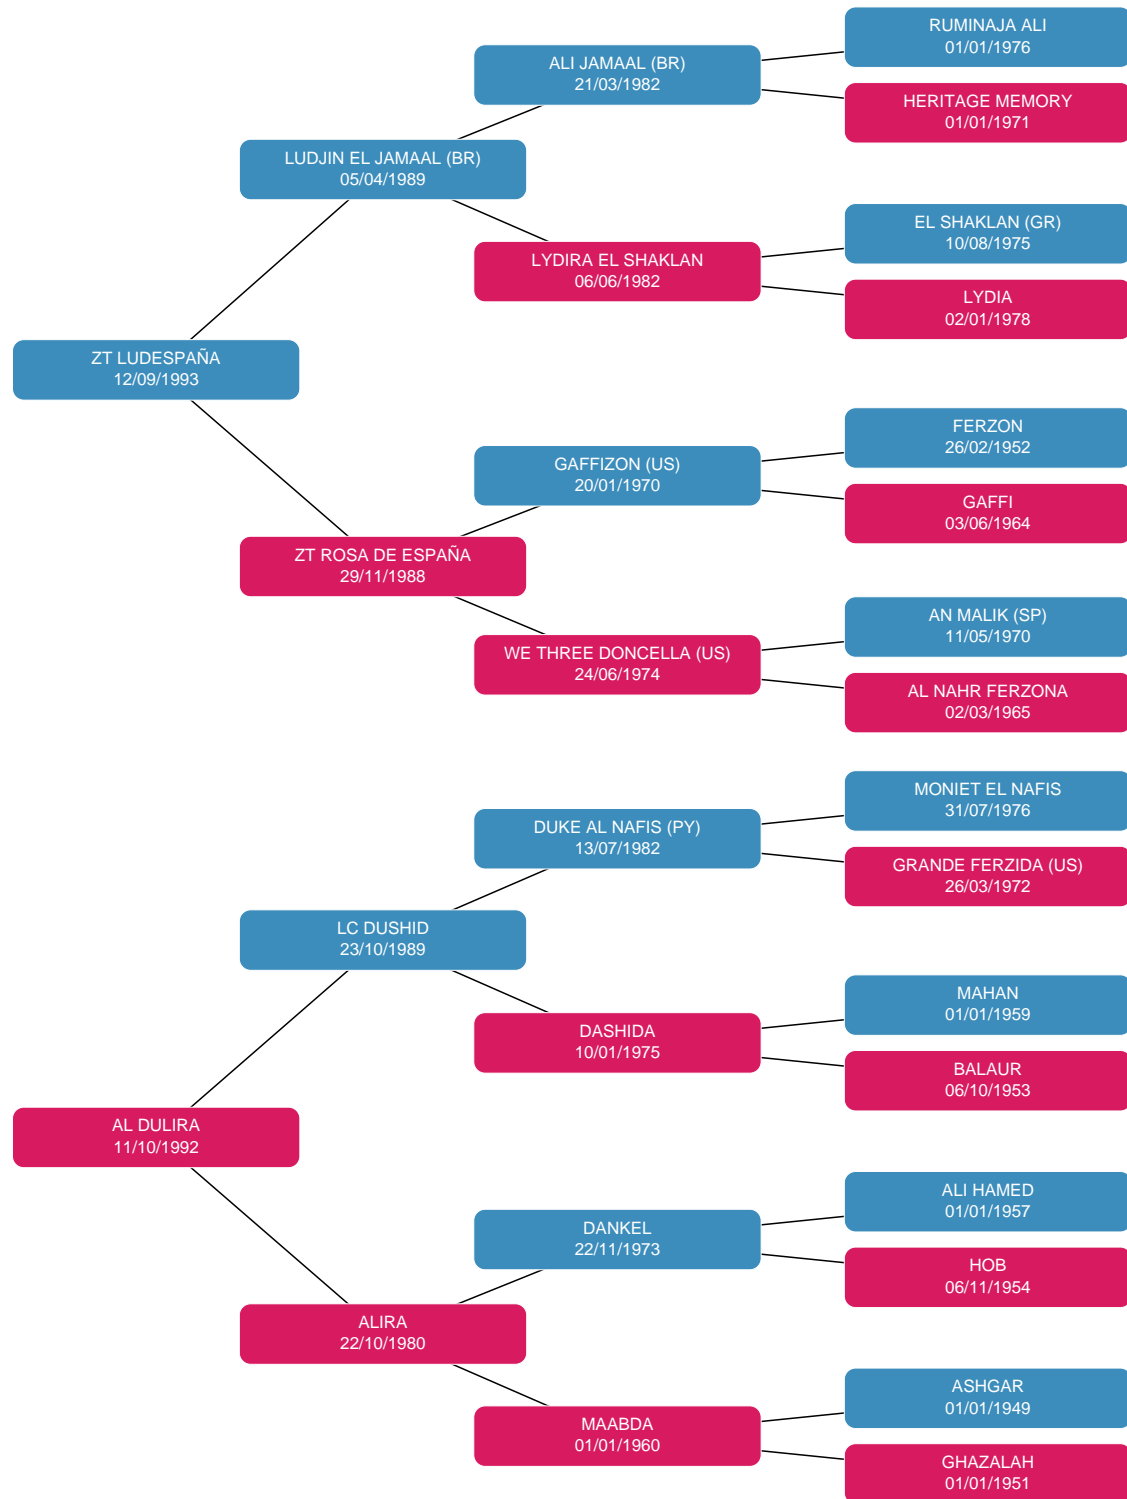 RUMINAJA ALI
01/01/1976
ALI JAMAAL (BR)
21/03/1982
HERITAGE MEMORY
01/01/1971
LUDJIN EL JAMAAL (BR)
05/04/1989
EL SHAKLAN (GR)
10/08/1975
LYDIRA EL SHAKLAN
06/06/1982
LYDIA
02/01/1978
ZT LUDESPAÑA
12/09/1993
FERZON
26/02/1952
GAFFIZON (US)
20/01/1970
GAFFI
03/06/1964
ZT ROSA DE ESPAÑA
29/11/1988
AN MALIK (SP)
11/05/1970
WE THREE DONCELLA (US)
24/06/1974
AL NAHR FERZONA
02/03/1965
MONIET EL NAFIS
31/07/1976
DUKE AL NAFIS (PY)
13/07/1982
GRANDE FERZIDA (US)
26/03/1972
LC DUSHID
23/10/1989
MAHAN
01/01/1959
DASHIDA
10/01/1975
BALAUR
06/10/1953
AL DULIRA
11/10/1992
ALI HAMED
01/01/1957
DANKEL
22/11/1973
HOB
06/11/1954
ALIRA
22/10/1980
ASHGAR
01/01/1949
MAABDA
01/01/1960
GHAZALAH
01/01/1951